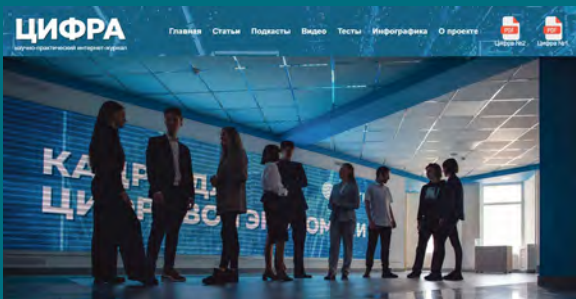 ЦИФРА
научно-практический интернет-журнал
Главная Статьи Подкасты Видео Тесты Инфографика О проекте
PDF PDF
Цифра №2 Цифра №1